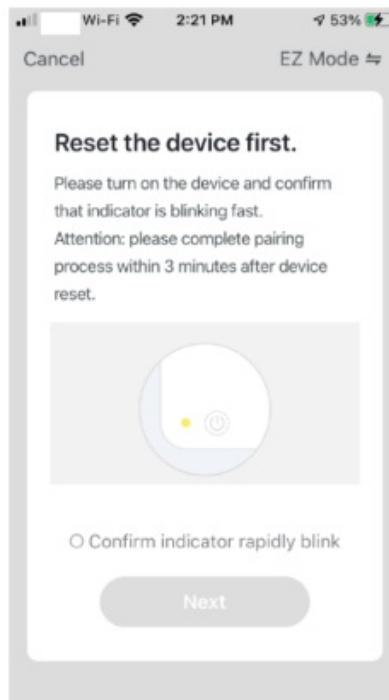 Wi-Fi 2:21 PM 53%
Cancel EZ Mode ⇋
Reset the device first.
Please turn on the device and confirm
that indicator is blinking fast.
Attention: please complete pairing
process within 3 minutes after device
reset.
Confirm indicator rapidly blink
Next